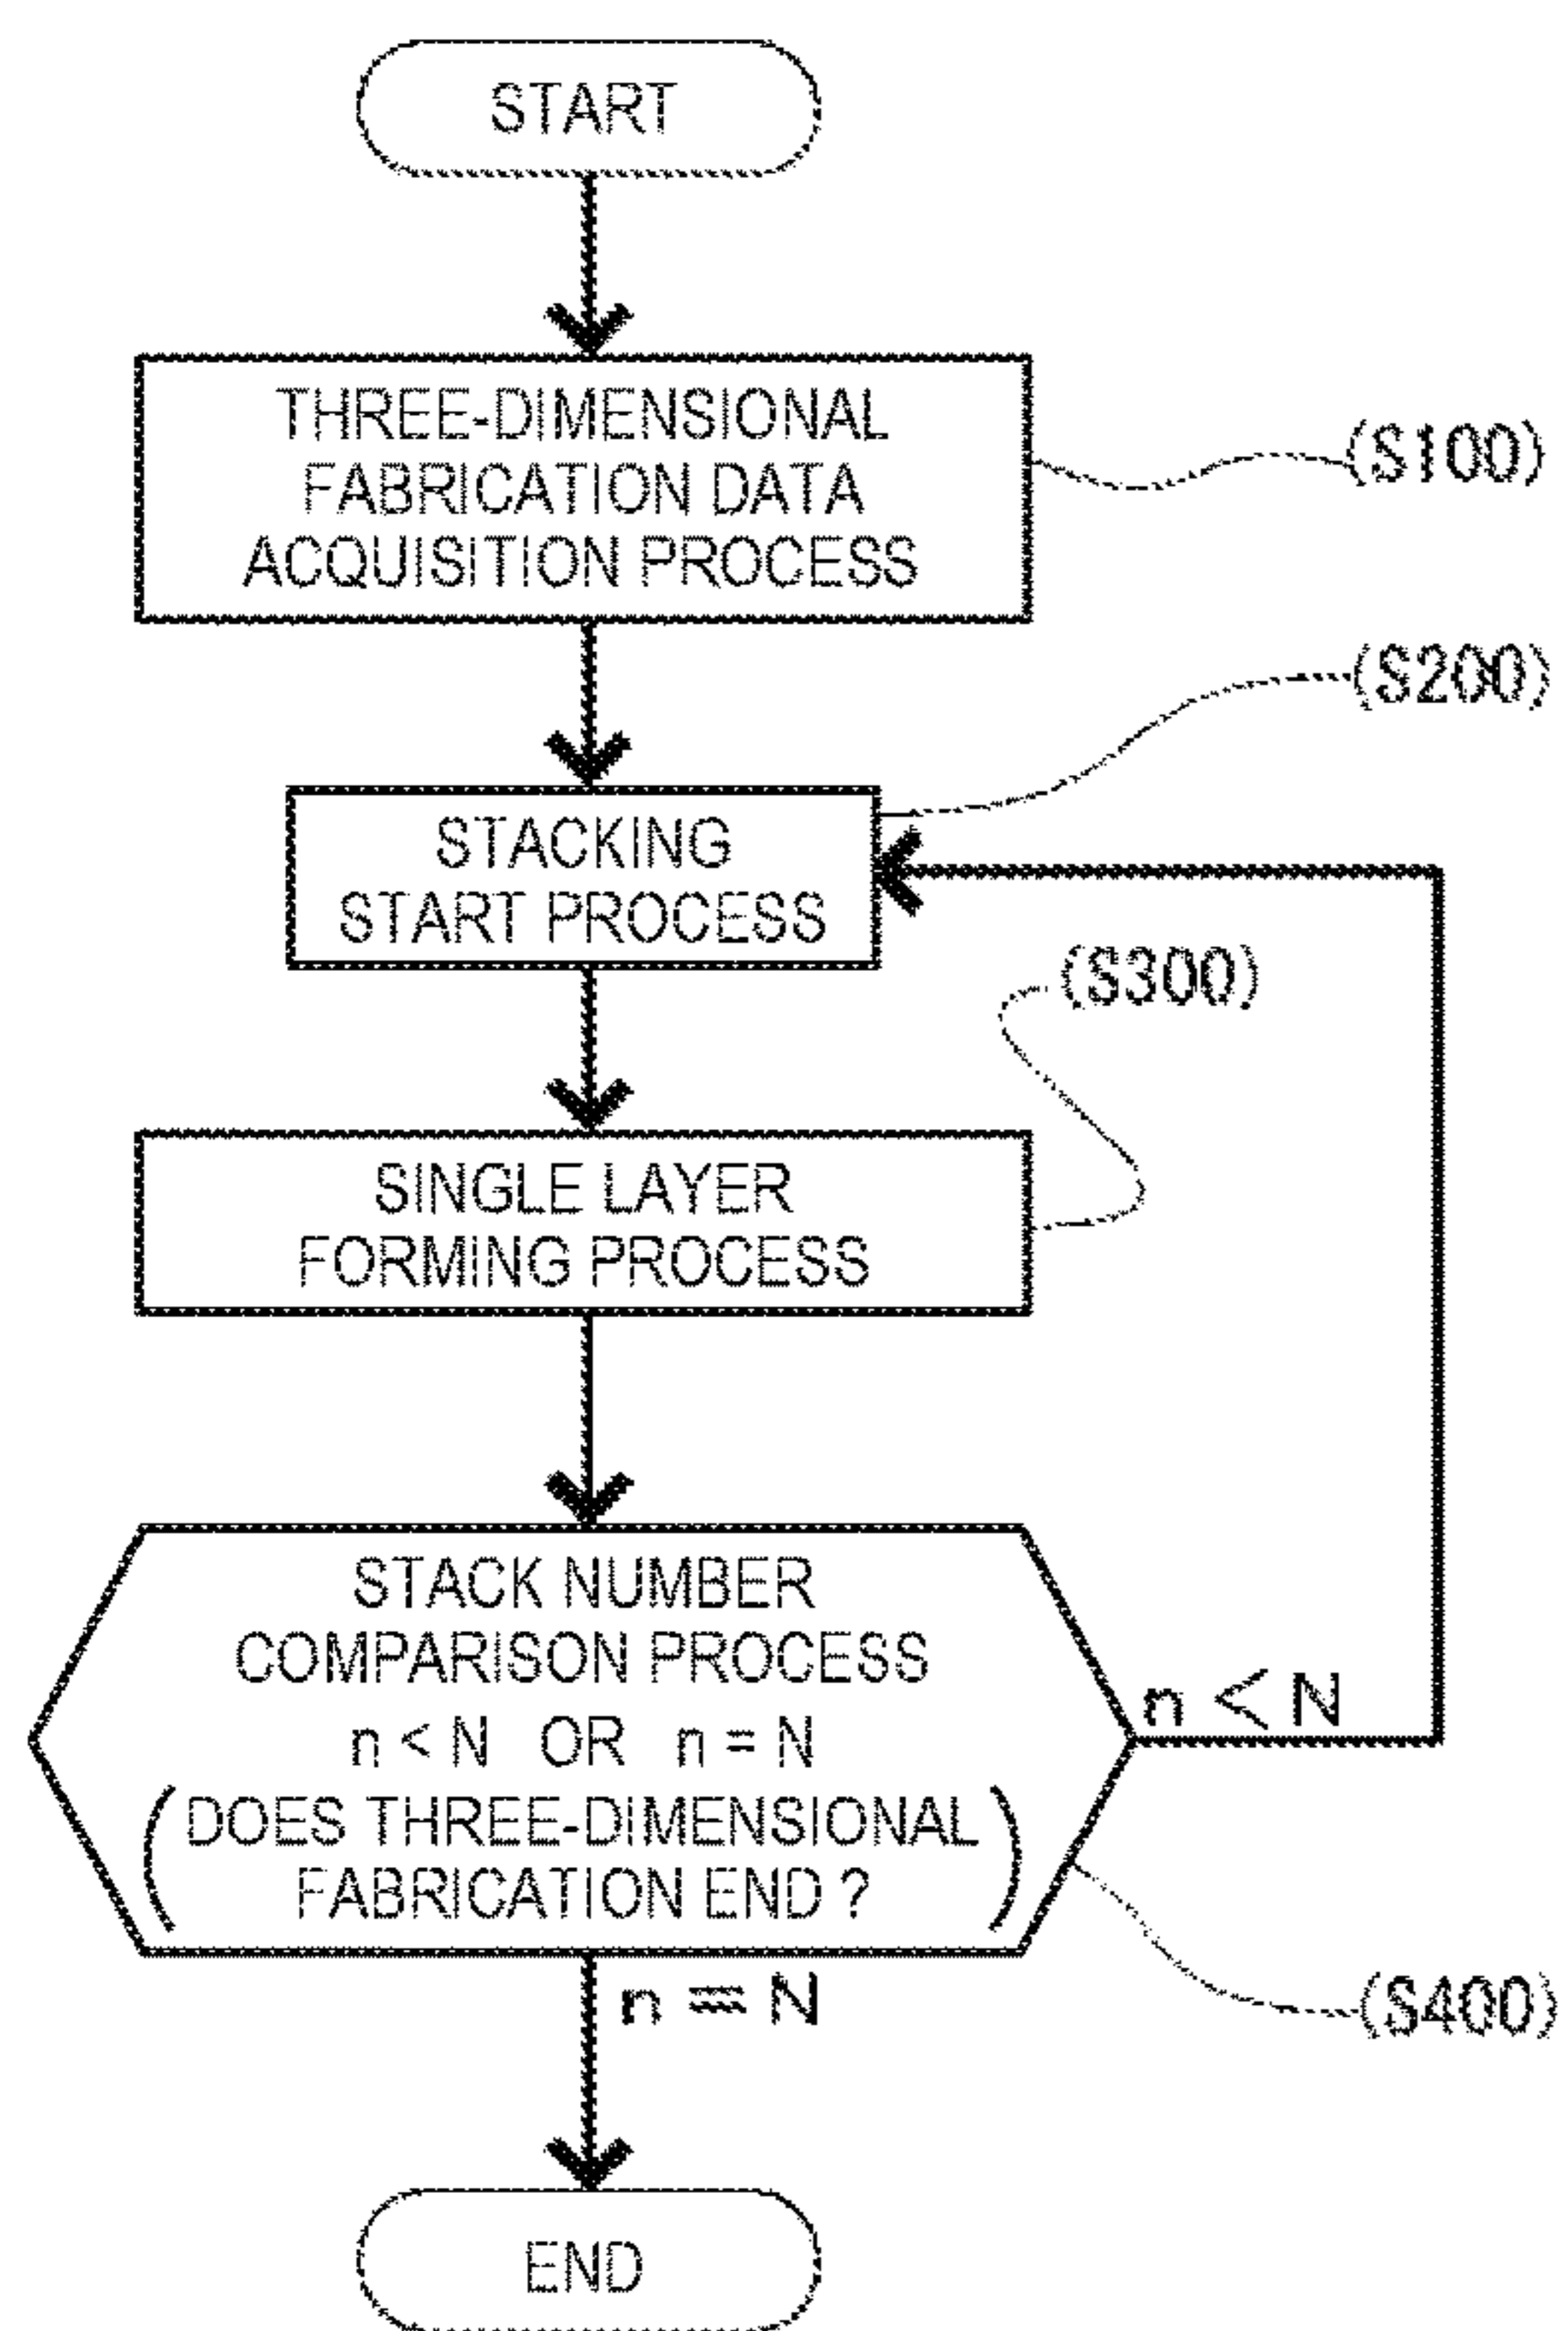 START
THREE-DIMENSIONAL
FABRICATION DATA
ACQUISITION PROCESS
(S100)
(S200)
STACKING
START PROCESS
(S300)
SINGLE LAYER
FORMING PROCESS
STACK NUMBER
COMPARISON PROCESS
n < N OR n = N
(DOES THREE-DIMENSIONAL
FABRICATION END ?)
n < N
(S400)
n = N
END